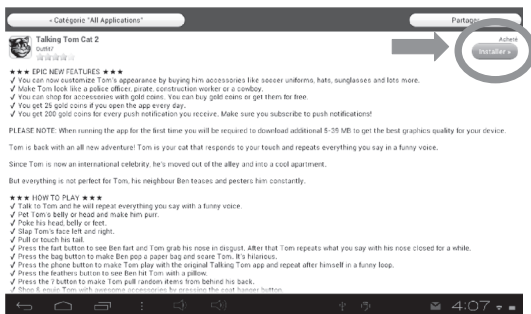 « Catégorie "All Applications"
Partager
Talking Tom Cat 2
Outfit7
Acheté
Installer »
★★★ EPIC NEW FEATURES ★★★
√ You can now customize Tom's appearance by buying him accessories like soccer uniforms, hats, sunglasses and lots more.
√ Make Tom look like a police officer, pirate, construction worker or a cowboy.
√ You can shop for accessories with gold coins. You can buy gold coins or get them for free.
√ You get 25 gold coins if you open the app every day.
√ You get 200 gold coins for every push notification you receive. Make sure you subscribe to push notifications!
PLEASE NOTE: When running the app for the first time you will be required to download additional 5-39 MB to get the best graphics quality for your device.
Tom is back with an all new adventure! Tom is your cat that responds to your touch and repeats everything you say in a funny voice.
Since Tom is now an international celebrity, he's moved out of the alley and into a cool apartment.
But everything is not perfect for Tom, his neighbour Ben teases and pesters him constantly.
★★★ HOW TO PLAY ★★★
√ Talk to Tom and he will repeat everything you say with a funny voice.
√ Pet Tom's belly or head and make him purr.
√ Poke his head, belly or feet.
√ Slap Tom's face left and right.
√ Pull or touch his tail.
√ Press the fart button to see Ben fart and Tom grab his nose in disgust. After that Tom repeats what you say with his nose closed for a while.
√ Press the bag button to make Ben pop a paper bag and scare Tom. It's hilarious.
√ Press the phone button to make Tom play with the original Talking Tom app and repeat after himself in a funny loop.
√ Press the feathers button to see Ben hit Tom with a pillow.
√ Press the ? button to make Tom pull random items from behind his back.
√ Shop & equip Tom with awesome accessories by pressing the coat hanger button.
4:07